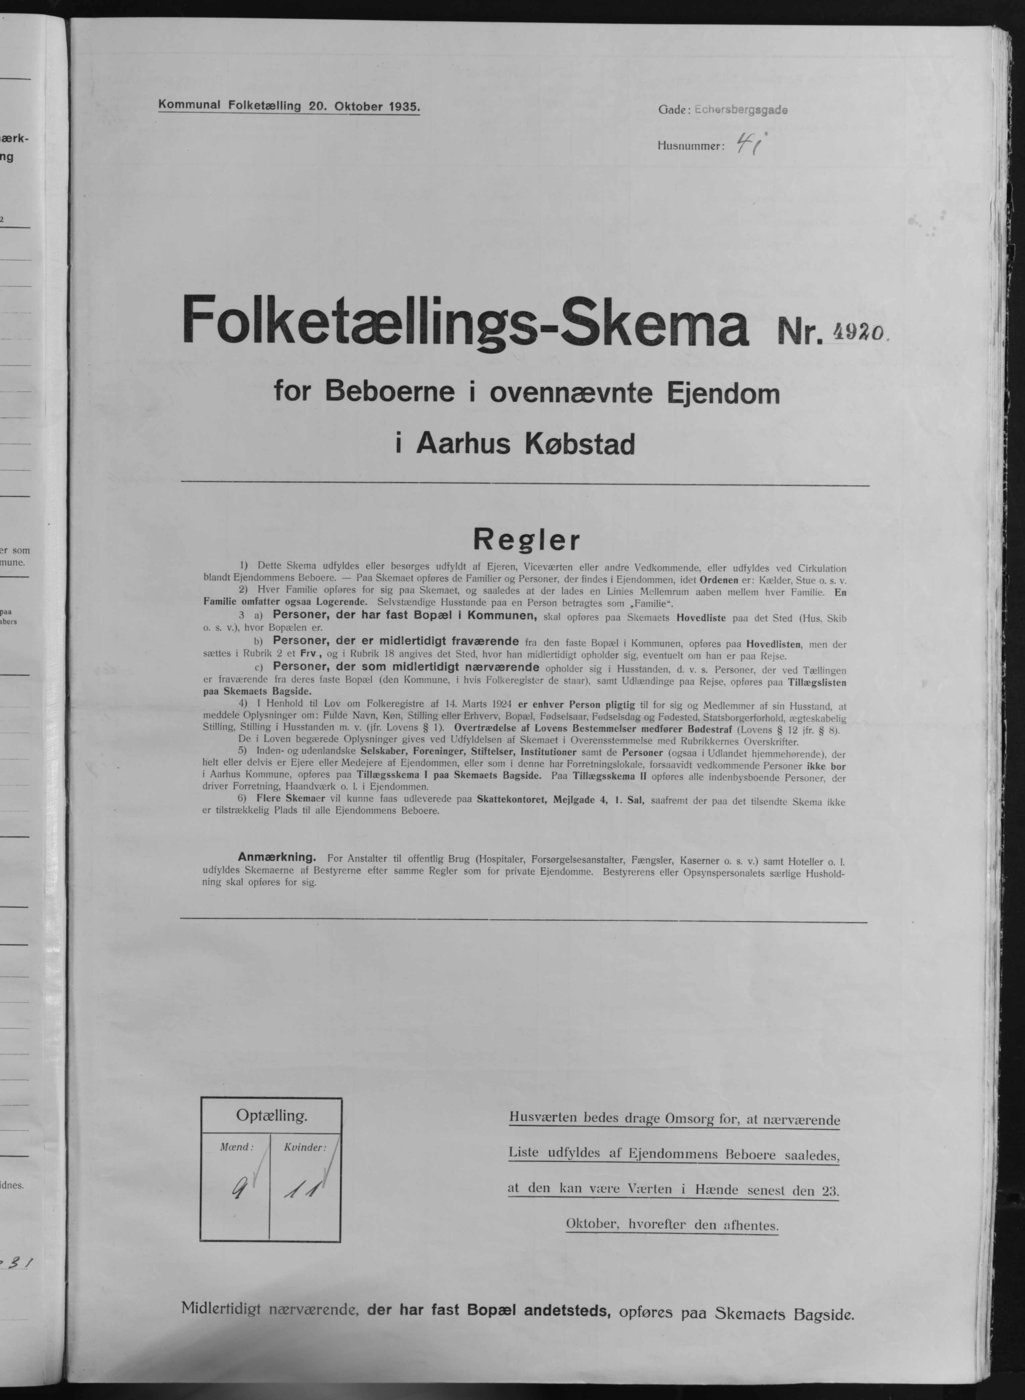 Kommunal Folketælling 20. Oktober 1935.
Gade: Eckersbergsgade
Husnummer: 4 i
Folketællings-Skema Nr. 4920.
for Beboerne i ovennævnte Ejendom
i Aarhus Købstad
Regler
1) Dette Skema udfyldes eller besørges udfyldt af Ejeren, Viceværten eller andre Vedkommende, eller udfyldes ved Cirkulation
blandt Ejendommens Beboere. — Paa Skemaet opføres de Familier og Personer, der findes i Ejendommen, idet Ordenen er: Kælder, Stue o. s. v.
2) Hver Familie opføres for sig paa Skemaet, og saaledes at der lades en Linies Mellemrum aaben mellem hver Familie. En
Familie omfatter ogsaa Logerende. Selvstændige Husstande paa en Person betragtes som „Familie“.
3 a) Personer, der har fast Bopæl i Kommunen, skal opføres paa Skemaets Hovedliste paa det Sted (Hus, Skib
o. s. v.), hvor Bopælen er.
b) Personer, der er midlertidigt fraværende fra den faste Bopæl i Kommunen, opføres paa Hovedlisten, men der
sættes i Rubrik 2 et Frv., og i Rubrik 18 angives det Sted, hvor han midlertidigt opholder sig, eventuelt om han er paa Rejse.
c) Personer, der som midlertidigt nærværende opholder sig i Husstanden, d. v. s. Personer, der ved Tællingen
er fraværende fra deres faste Bopæl (den Kommune, i hvis Folkeregister de staar), samt Udlændinge paa Rejse, opføres paa Tillægslisten
paa Skemaets Bagside.
4) I Henhold til Lov om Folkeregistre af 14. Marts 1924 er enhver Person pligtig til for sig og Medlemmer af sin Husstand, at
meddele Oplysninger om: Fulde Navn, Køn, Stilling eller Erhverv, Bopæl, Fødselsaar, Fødselsdag og Fødested, Statsborgerforhold, ægteskabelig
Stilling, Stilling i Husstanden m. v. (jfr. Lovens § 1). Overtrædelse af Lovens Bestemmelser medfører Bødestraf (Lovens § 12 jfr. § 8).
De i Loven begærede Oplysninger gives ved Udfyldelsen af Skemaet i Overensstemmelse med Rubrikkernes Overskrifter.
5) Inden- og udenlandske Selskaber, Foreninger, Stiftelser, Institutioner samt de Personer (ogsaa i Udlandet hjemmehørende), der
helt eller delvis er Ejere eller Medejere af Ejendommen, eller som i denne har Forretningslokale, forsaavidt vedkommende Personer ikke bor
i Aarhus Kommune, opføres paa Tillægsskema I paa Skemaets Bagside. Paa Tillægsskema II opføres alle indenbysboende Personer, der
driver Forretning, Haandværk o. l. i Ejendommen.
6) Flere Skemaer vil kunne faas udleverede paa Skattekontoret, Mejlgade 4, 1. Sal, saafremt der paa det tilsendte Skema ikke
er tilstrækkelig Plads til alle Ejendommens Beboere.
Anmærkning. For Anstalter til offentlig Brug (Hospitaler, Forsørgelsesanstalter, Fængsler, Kaserner o. s. v.) samt Hoteller o. l.
udfyldes Skemaerne af Bestyrerne efter samme Regler som for private Ejendomme. Bestyrerens eller Opsynspersonalets særlige Hushold-
ning skal opføres for sig.
Optælling.
Mænd: Kvinder:
9 11
Husværten bedes drage Omsorg for, at nærværende
Liste udfyldes af Ejendommens Beboere saaledes,
at den kan være Værten i Hænde senest den 23.
Oktober, hvorefter den afhentes.
Midlertidigt nærværende, der har fast Bopæl andetsteds, opføres paa Skemaets Bagside.